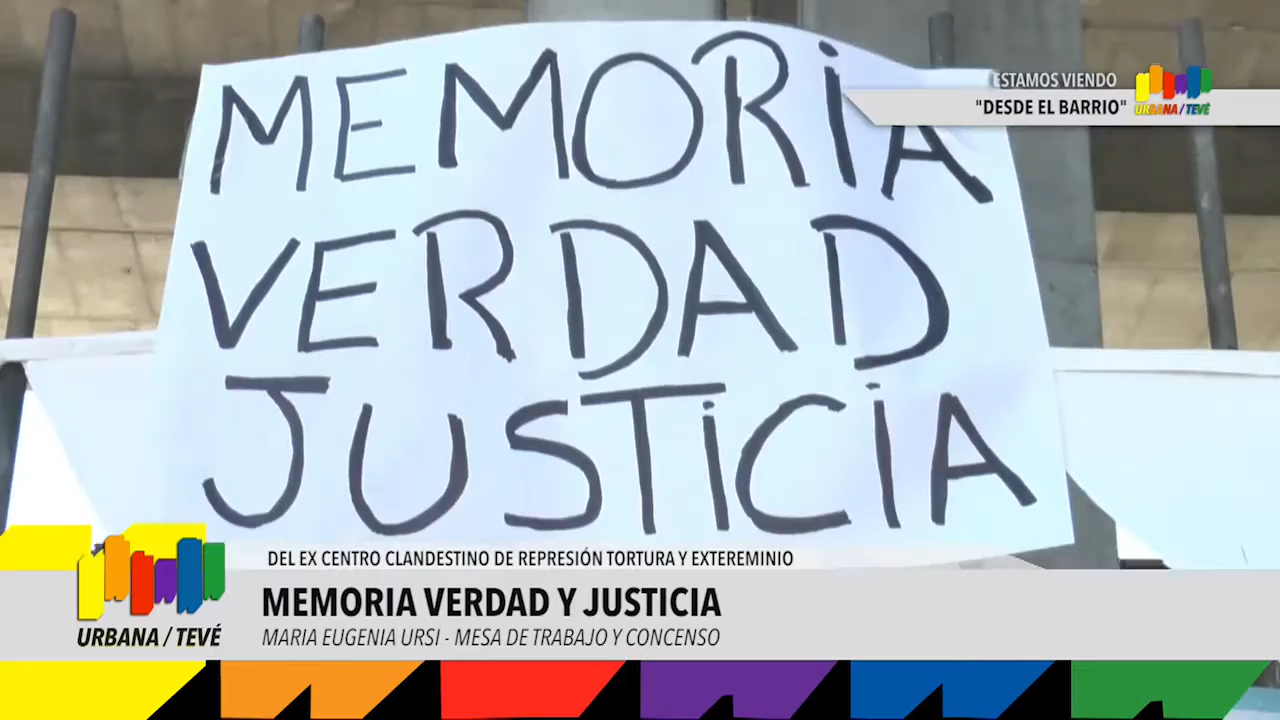 MEMORiA
VERDAD
JUSTiCiA
ESTAMOS VIENDO
"DESDE EL BARRIO"
URBANA / TEVÉ
DEL EX CENTRO CLANDESTINO DE REPRESIÓN TORTURA Y EXTEREMINIO
MEMORIA VERDAD Y JUSTICIA
MARIA EUGENIA URSI - MESA DE TRABAJO Y CONCENSO
URBANA / TEVÉ